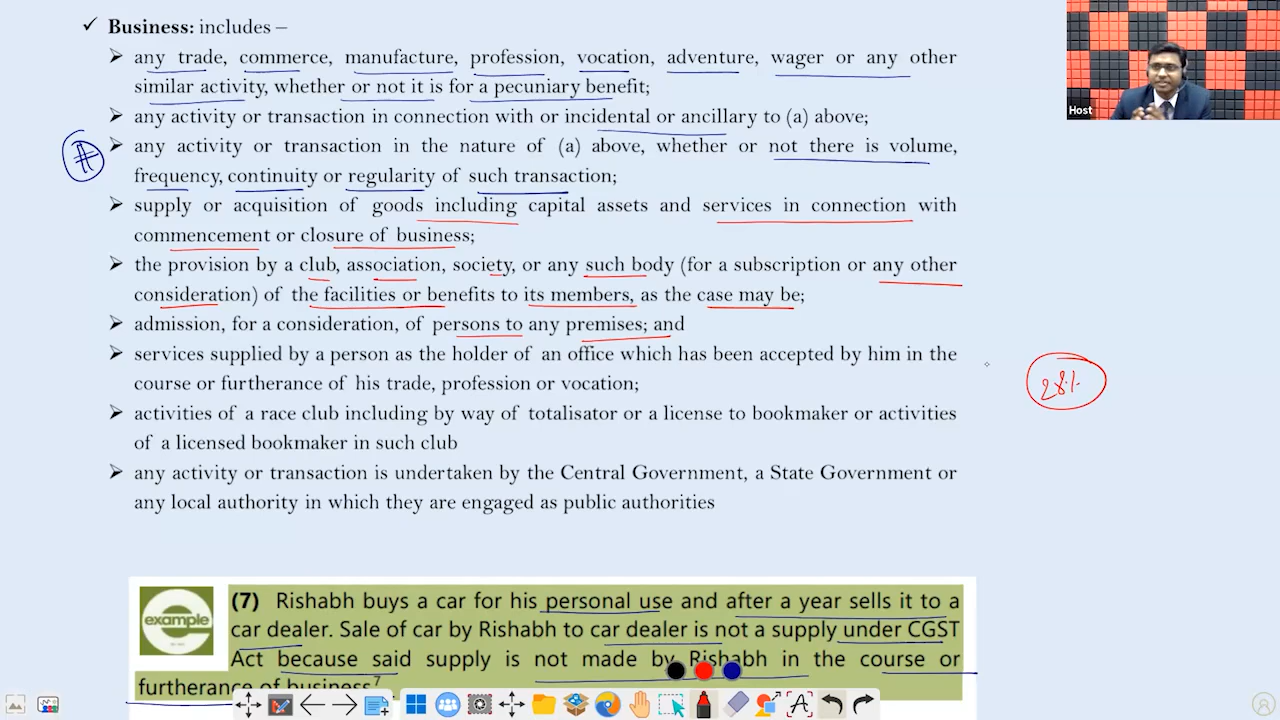 ✓ Business: includes –
➢ any trade, commerce, manufacture, profession, vocation, adventure, wager or any other
similar activity, whether or not it is for a pecuniary benefit;
➢ any activity or transaction in connection with or incidental or ancillary to (a) above;
➢ any activity or transaction in the nature of (a) above, whether or not there is volume,
frequency, continuity or regularity of such transaction;
➢ supply or acquisition of goods including capital assets and services in connection with
commencement or closure of business;
➢ the provision by a club, association, society, or any such body (for a subscription or any other
consideration) of the facilities or benefits to its members, as the case may be;
➢ admission, for a consideration, of persons to any premises; and
➢ services supplied by a person as the holder of an office which has been accepted by him in the
course or furtherance of his trade, profession or vocation;
➢ activities of a race club including by way of totalisator or a license to bookmaker or activities
of a licensed bookmaker in such club
➢ any activity or transaction is undertaken by the Central Government, a State Government or
any local authority in which they are engaged as public authorities
#
28%
Host
example
(7) Rishabh buys a car for his personal use and after a year sells it to a
car dealer. Sale of car by Rishabh to car dealer is not a supply under CGST
Act because said supply is not made by Rishabh in the course or
furtherance of business7